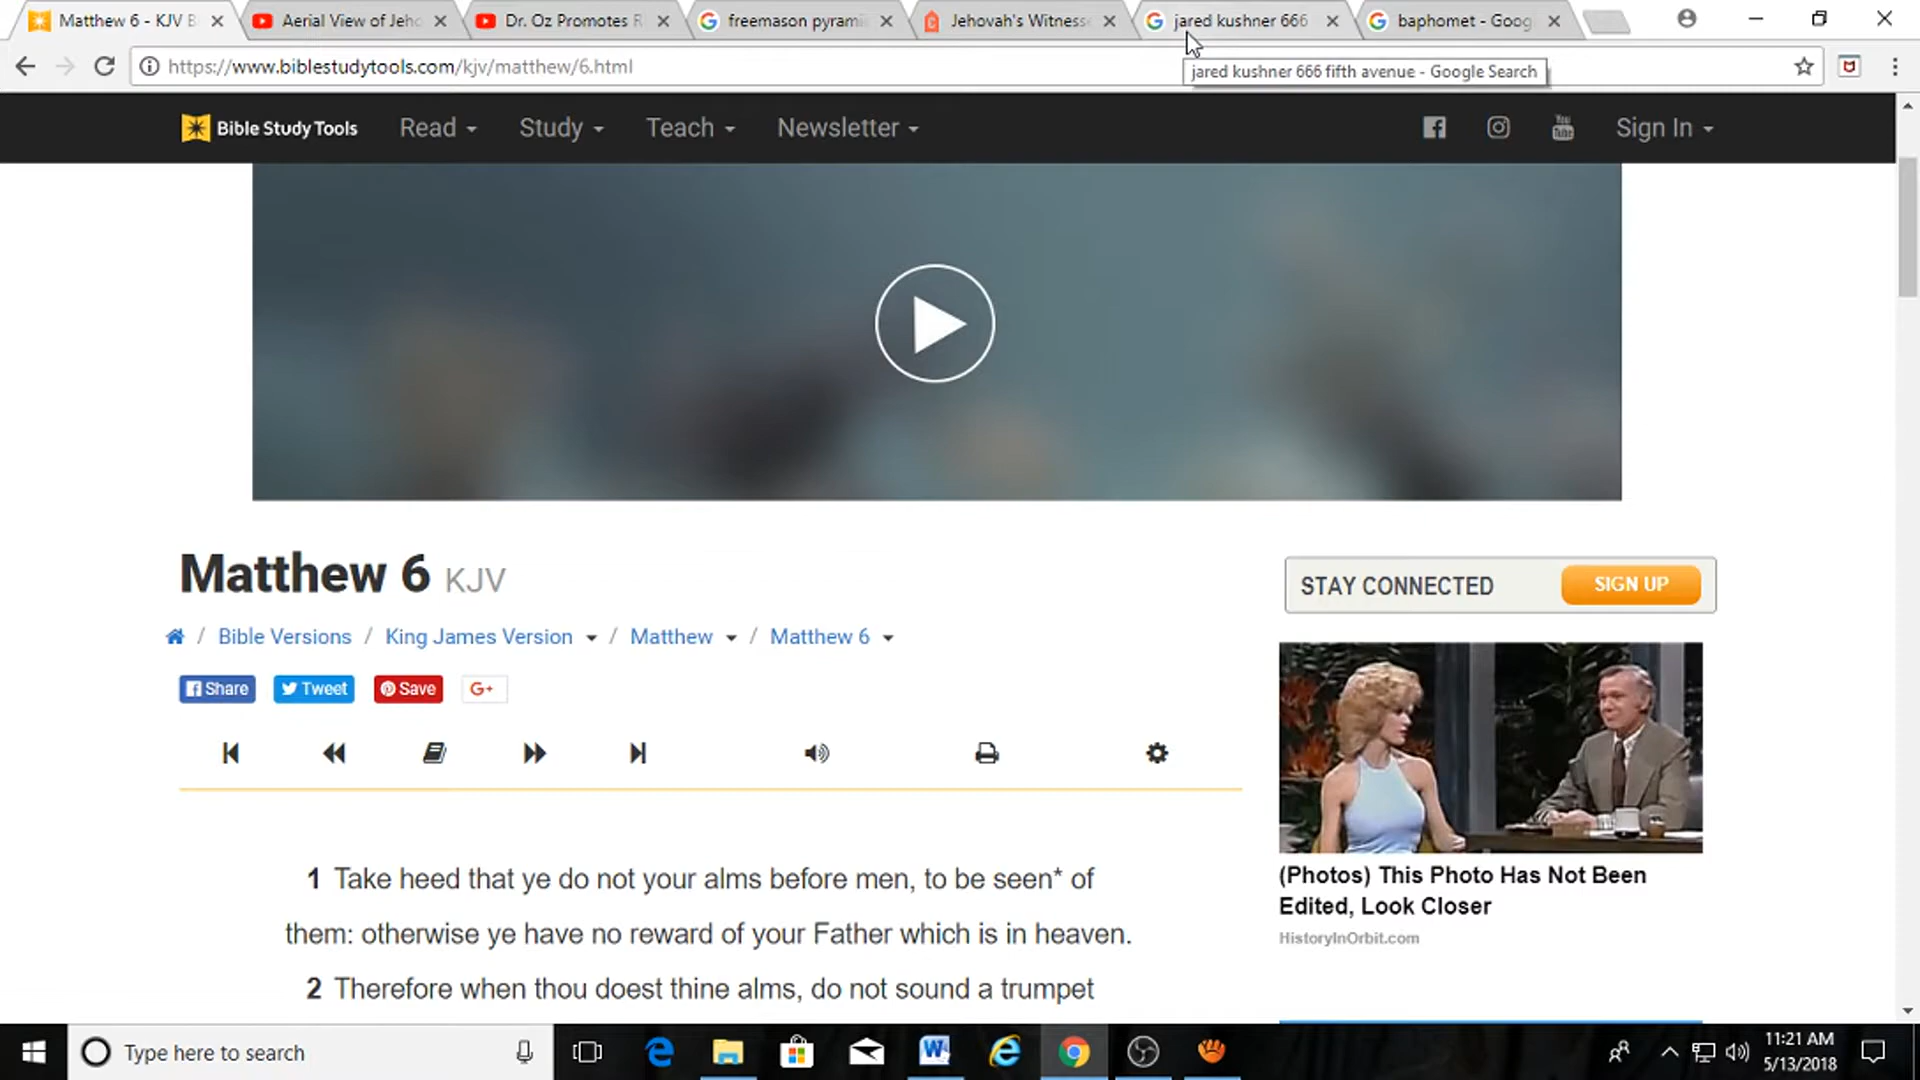 Matthew 6 - KJV B
Aerial View of Jeho
Dr. Oz Promotes R
freemason pyrami
Jehovah's Witness
jared kushner 666
baphomet - Goog
https://www.biblestudytools.com/kjv/matthew/6.html
jared kushner 666 fifth avenue - Google Search
Bible Study Tools
Read
Study
Teach
Newsletter
You Tube
Sign In
Matthew 6 KJV
/ Bible Versions / King James Version / Matthew / Matthew 6
Share
Tweet
Save
G+
STAY CONNECTED
SIGN UP
(Photos) This Photo Has Not Been
Edited, Look Closer
HistoryInOrbit.com
1 Take heed that ye do not your alms before men, to be seen* of
them: otherwise ye have no reward of your Father which is in heaven.
2 Therefore when thou doest thine alms, do not sound a trumpet
Type here to search
11:21 AM
5/13/2018